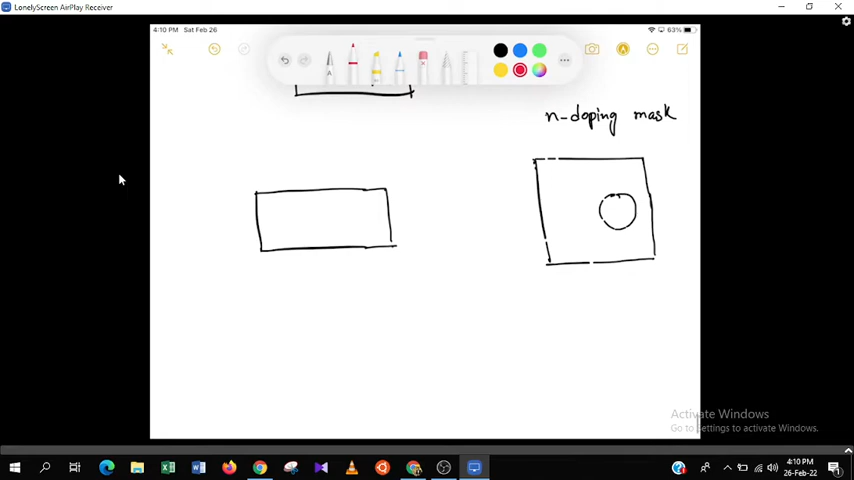 LonelyScreen AirPlay Receiver
4:10 PM Sat Feb 26
63%
A
n-doping mask
Activate Windows
Go to Settings to activate Windows.
4:10 PM
26-Feb-22